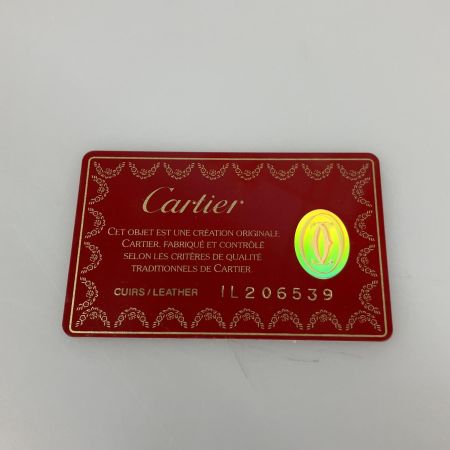 Cartier
CET OBJET EST UNE CRÉATION ORIGINALE
CARTIER, FABRIQUÉ ET CONTRÔLÉ
SELON LES CRITÈRES DE QUALITÉ
TRADITIONNELS DE CARTIER.
CUIRS/LEATHER IL206539